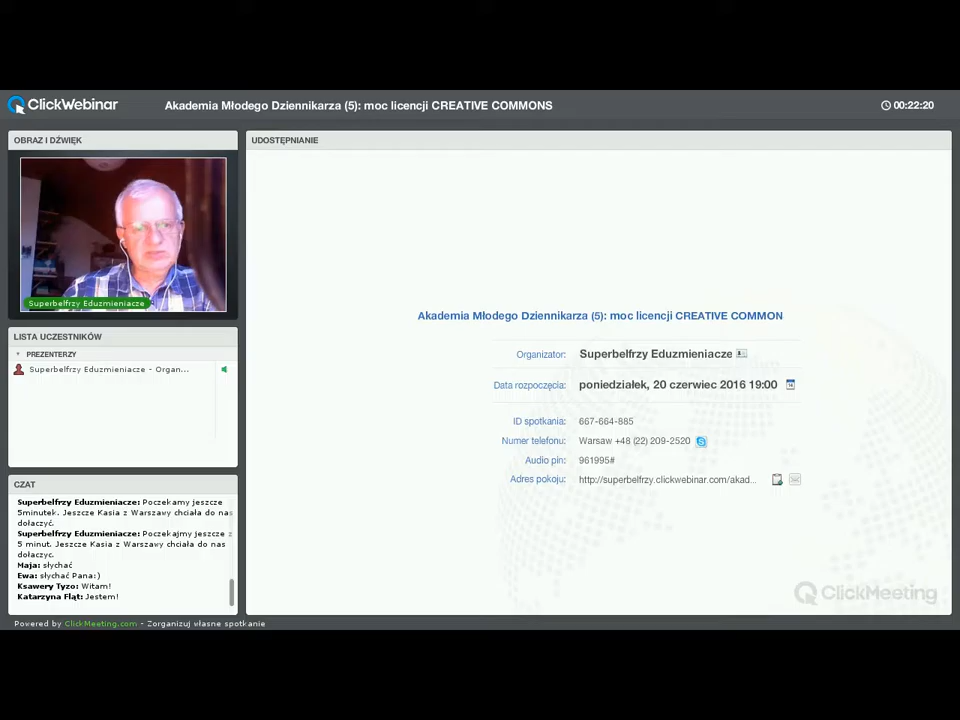 ClickWebinar
Akademia Młodego Dziennikarza (5): moc licencji CREATIVE COMMONS
00:22:20
OBRAZ I DŹWIĘK
Superbelfrzy Eduzmieniacze
LISTA UCZESTNIKÓW
PREZENTERZY
Superbelfrzy Eduzmieniacze - Organ...
CZAT
Superbelfrzy Eduzmieniacze: Poczekamy jeszcze
5minutek. Jeszcze Kasia z Warszawy chciała do nas
dołaczyć.
Superbelfrzy Eduzmieniacze: Poczekajmy jeszcze z
5 minut. Jeszcze Kasia z Warszawy chciała do nas
dołaczyc.
Maja: słychać
Ewa: słychać Pana:)
Ksawery Tyzo: Witam!
Katarzyna Fląt: Jestem!
UDOSTĘPNIANIE
Akademia Młodego Dziennikarza (5): moc licencji CREATIVE COMMON
Organizator: Superbelfrzy Eduzmieniacze
Data rozpoczęcia: poniedziałek, 20 czerwiec 2016 19:00
ID spotkania: 667-664-885
Numer telefonu: Warsaw +48 (22) 209-2520
Audio pin: 961995#
Adres pokoju: http://superbelfrzy.clickwebinar.com/akad...
ClickMeeting
Powered by ClickMeeting.com - Zorganizuj własne spotkanie